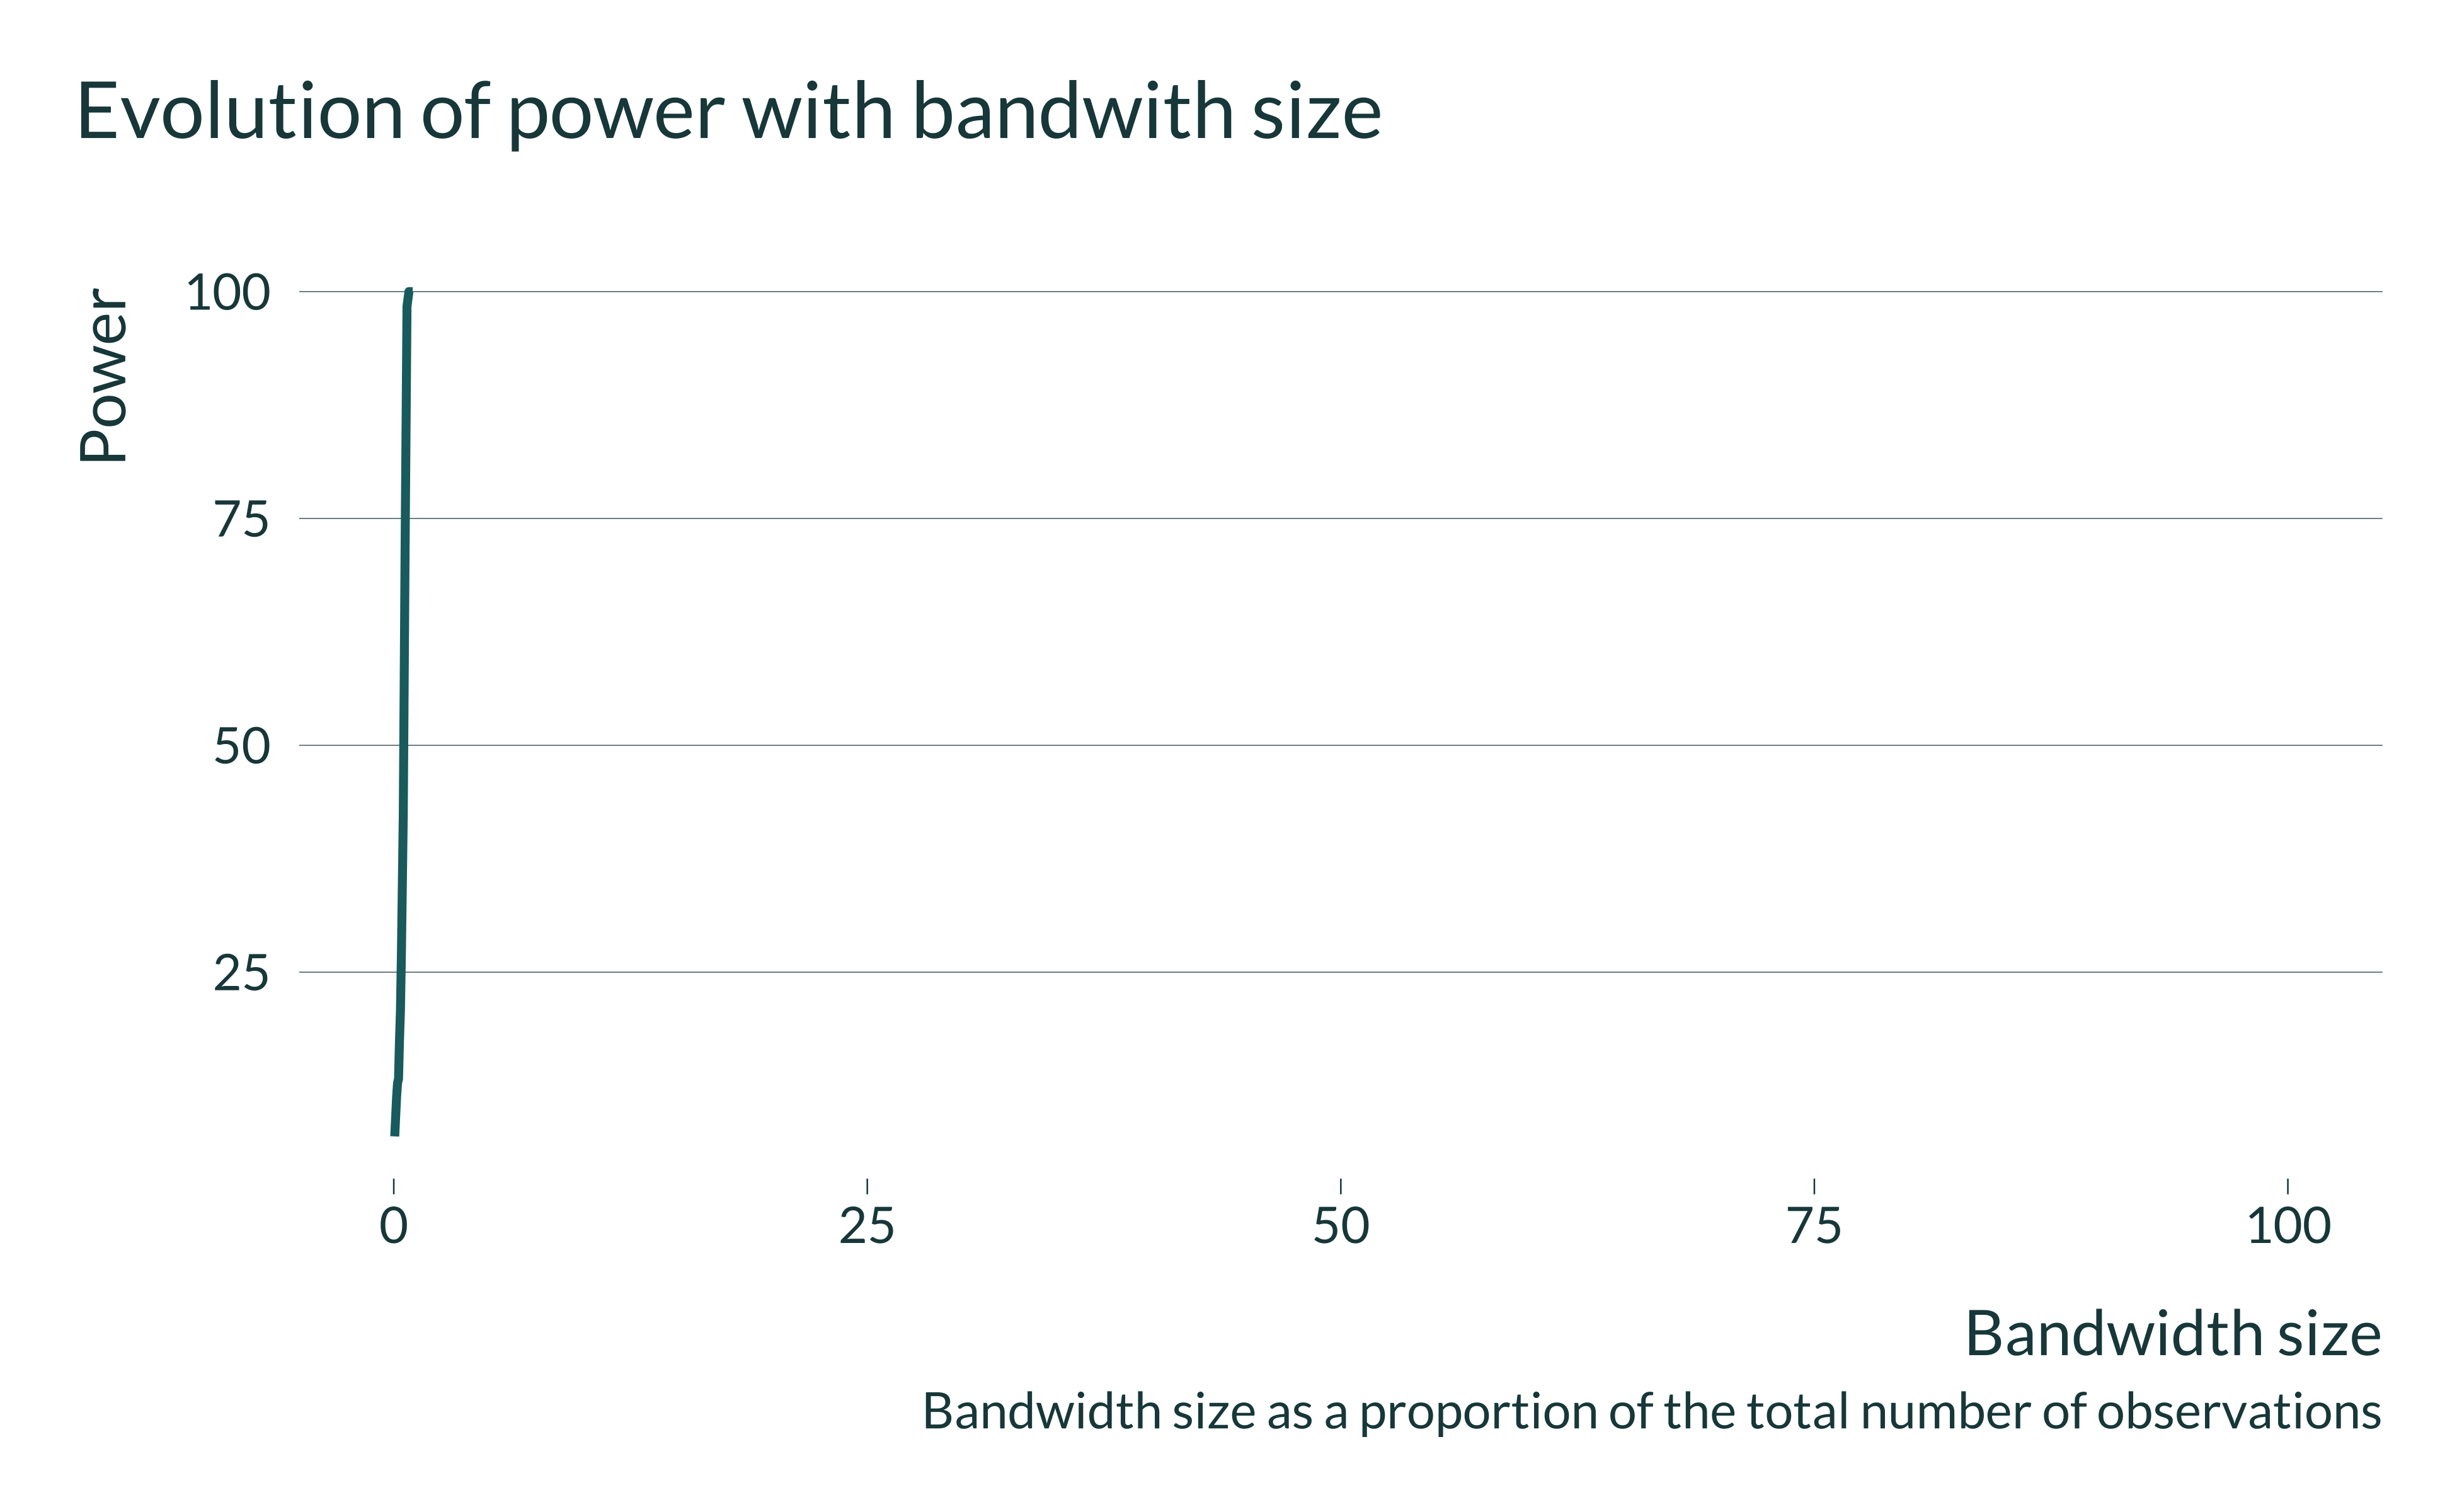 Evolution of power with bandwith size
Power
100
75
50
25
0 25 50 75 100
Bandwidth size
Bandwidth size as a proportion of the total number of observations